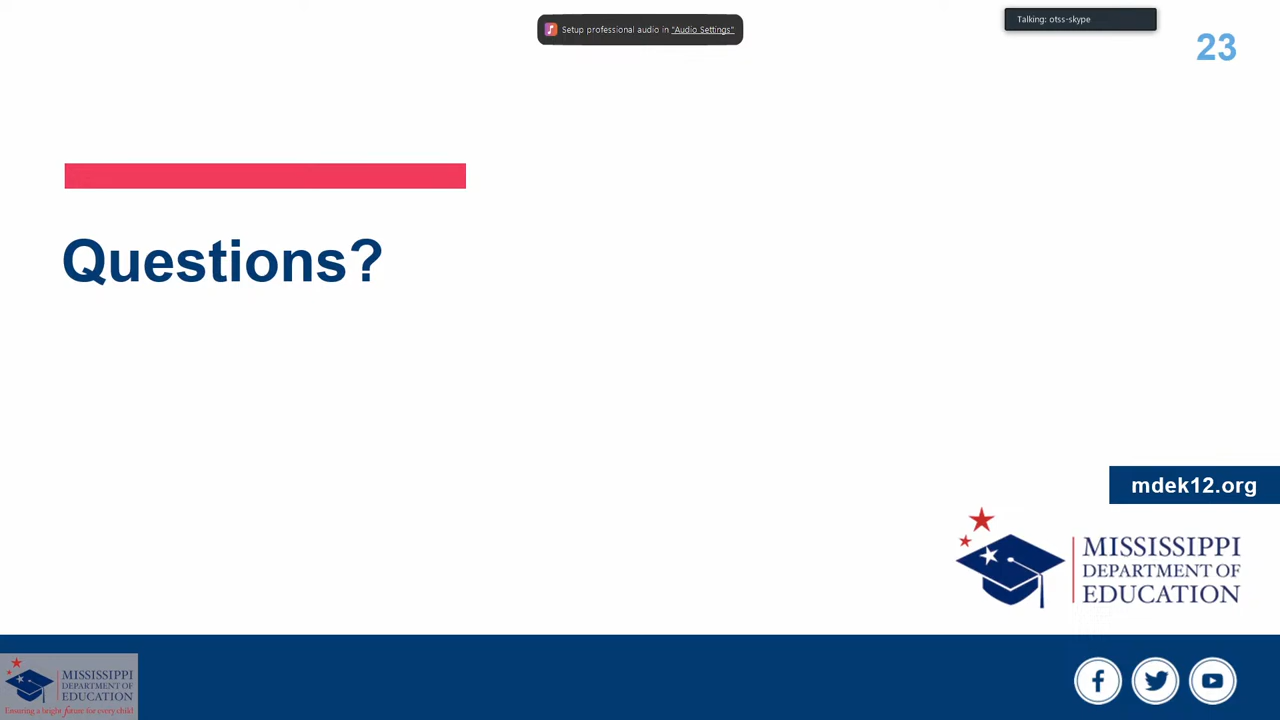 Setup professional audio in "Audio Settings"
Talking: otss-skype
23
Questions?
mdek12.org
MISSISSIPPI
DEPARTMENT OF
EDUCATION
MISSISSIPPI
DEPARTMENT OF
EDUCATION
Ensuring a bright future for every child